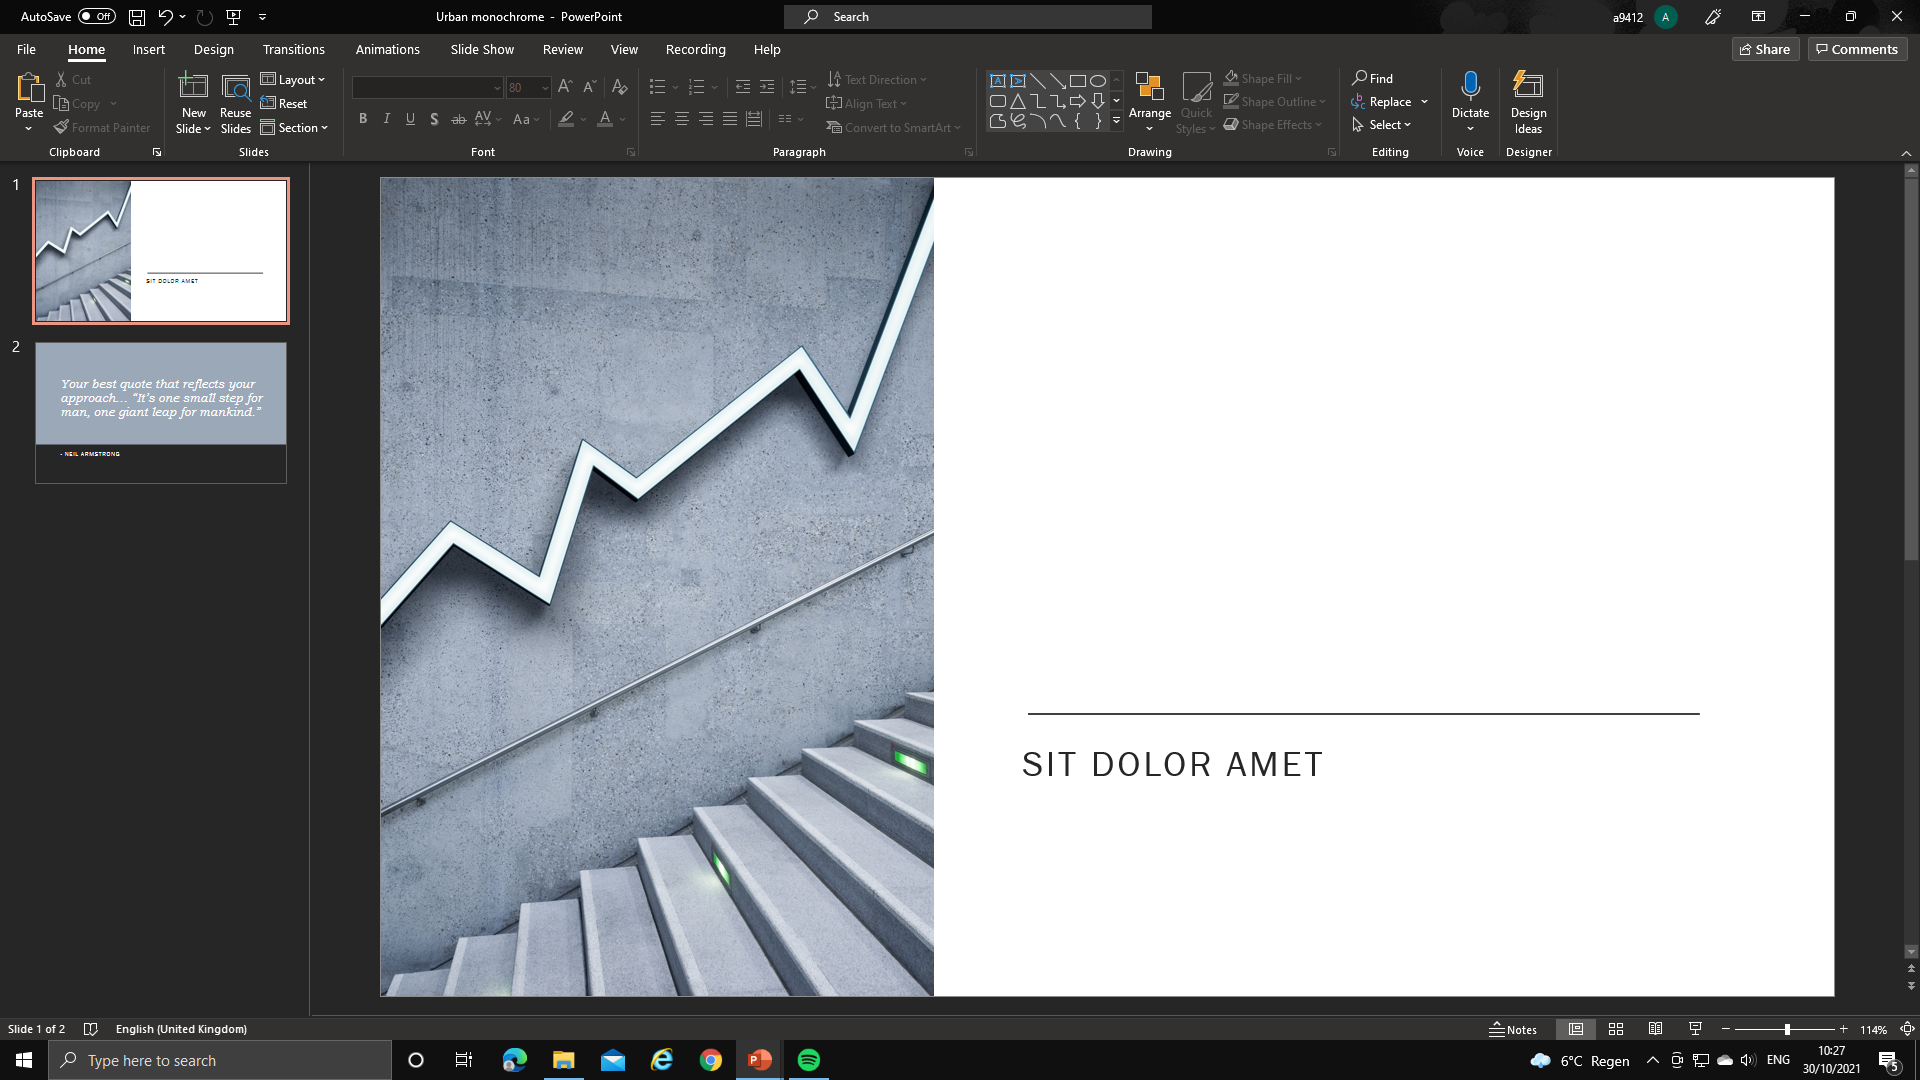 AutoSave Off
Urban monochrome - PowerPoint
Search
a9412 A
File Home Insert Design Transitions Animations Slide Show Review View Recording Help
Share Comments
Paste
Cut
Copy
Format Painter
Clipboard
New Slide
Reuse Slides
Layout
Reset
Section
Slides
80
B I U S ab AV Aa A
Font
Text Direction
Align Text
Convert to SmartArt
Paragraph
Arrange
Quick Styles
Shape Fill
Shape Outline
Shape Effects
Drawing
Find
Replace
Select
Editing
Dictate
Voice
Design Ideas
Designer
1
SIT DOLOR AMET
2
Your best quote that reflects your
approach... “It’s one small step for
man, one giant leap for mankind.”
- NEIL ARMSTRONG
SIT DOLOR AMET
Slide 1 of 2
English (United Kingdom)
Notes
114%
Type here to search
6°C Regen
ENG
10:27
30/10/2021
5